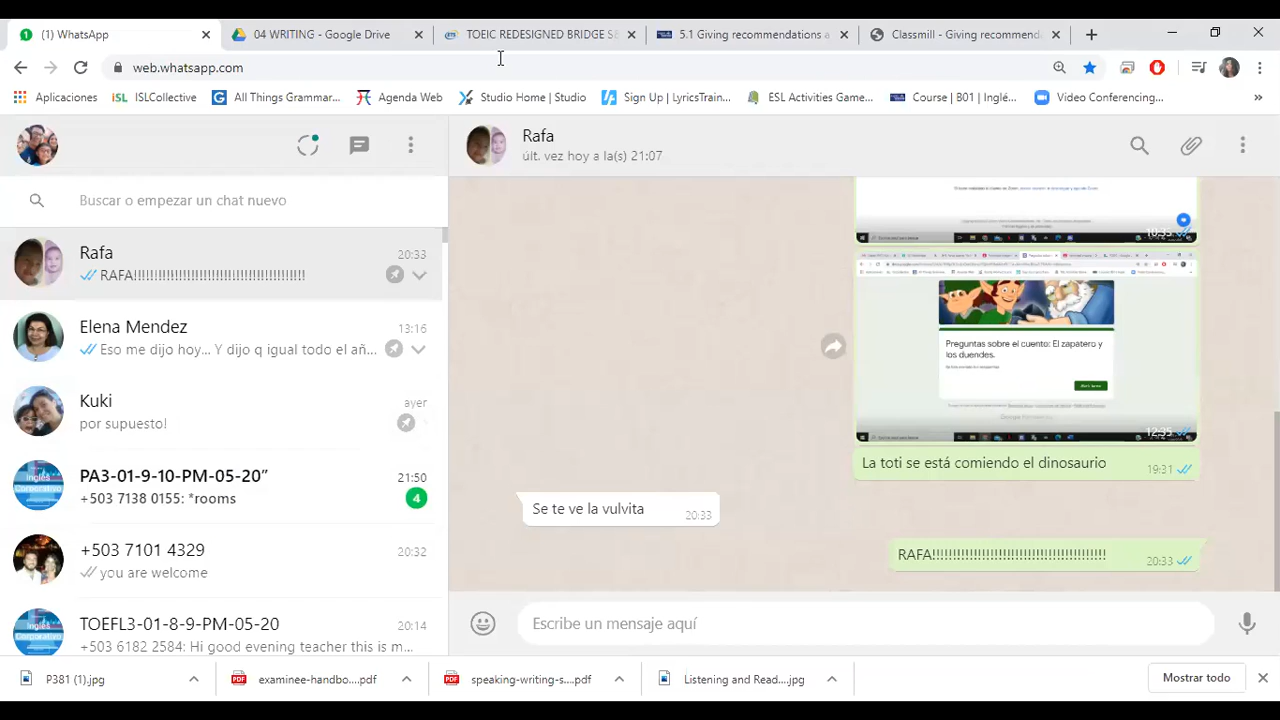 1 (1) WhatsApp
04 WRITING - Google Drive
TOEIC REDESIGNED BRIDGE S&
5.1 Giving recommendations a
Classmill - Giving recommend
web.whatsapp.com
Aplicaciones
iSL ISLCollective
All Things Grammar...
Agenda Web
Studio Home | Studio
Sign Up | LyricsTrain...
ESL Activities Game...
Course | B01 | Inglé...
Video Conferencing...
»
Rafa
últ. vez hoy a la(s) 21:07
Buscar o empezar un chat nuevo
Rafa
20:33
RAFA!!!!!!!!!!!!!!!!!!!!!!!!!!!!!!!!!!!!!!!!!!
Elena Mendez
13:16
Eso me dijo hoy... Y dijo q igual todo el añ...
Kuki
ayer
por supuesto!
PA3-01-9-10-PM-05-20”
21:50
+503 7138 0155: *rooms
4
+503 7101 4329
20:32
you are welcome
TOEFL3-01-8-9-PM-05-20
20:14
+503 6182 2584: Hi good evening teacher this is m...
10:35
Preguntas sobre el cuento: El zapatero y
los duendes.
12:35
La toti se está comiendo el dinosaurio
19:31
Se te ve la vulvita
20:33
RAFA!!!!!!!!!!!!!!!!!!!!!!!!!!!!!!!!!!!!!!!!!!
20:33
Escribe un mensaje aquí
P381 (1).jpg
examinee-handbo....pdf
speaking-writing-s....pdf
Listening and Read....jpg
Mostrar todo